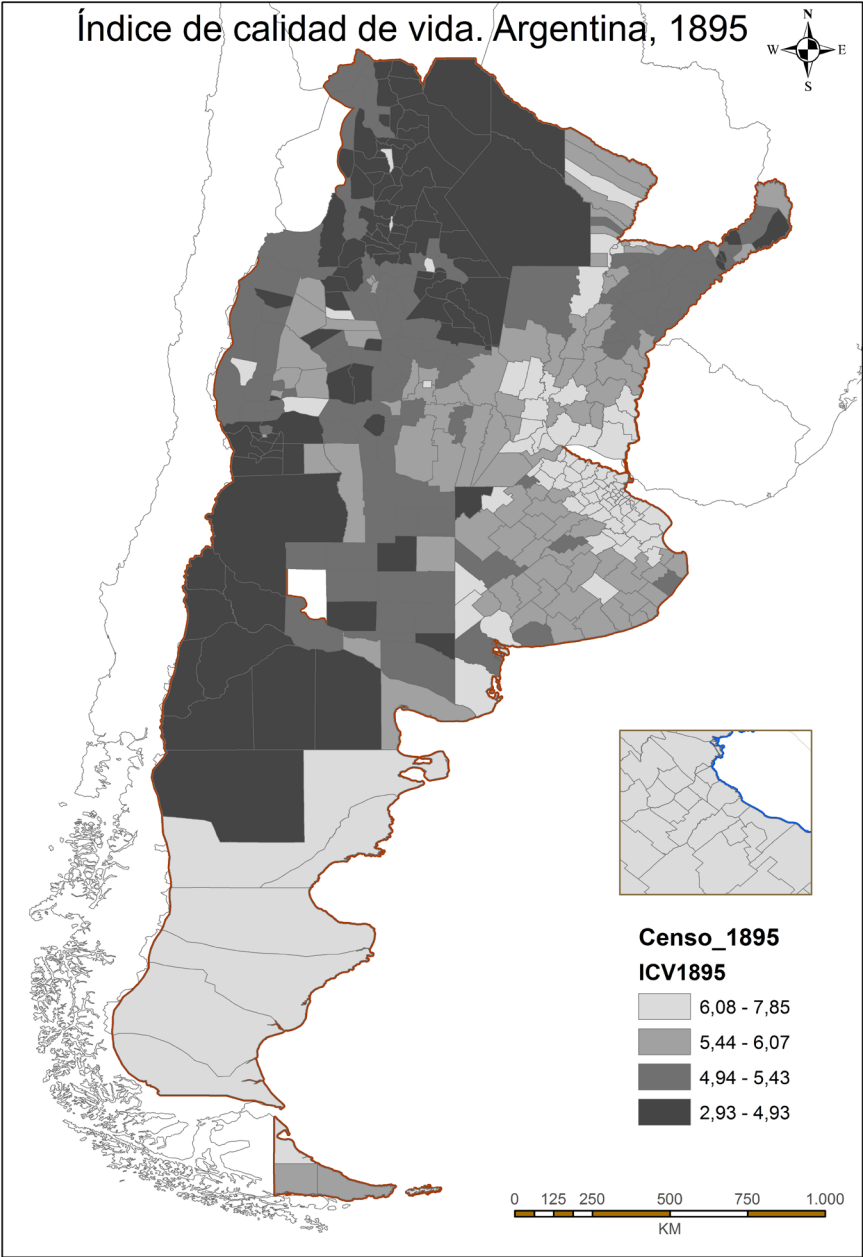 Índice de calidad de vida. Argentina, 1895
N
W E
S
Censo_1895
ICV1895
6,08 - 7,85
5,44 - 6,07
4,94 - 5,43
2,93 - 4,93
0 125 250 500 750 1.000
KM